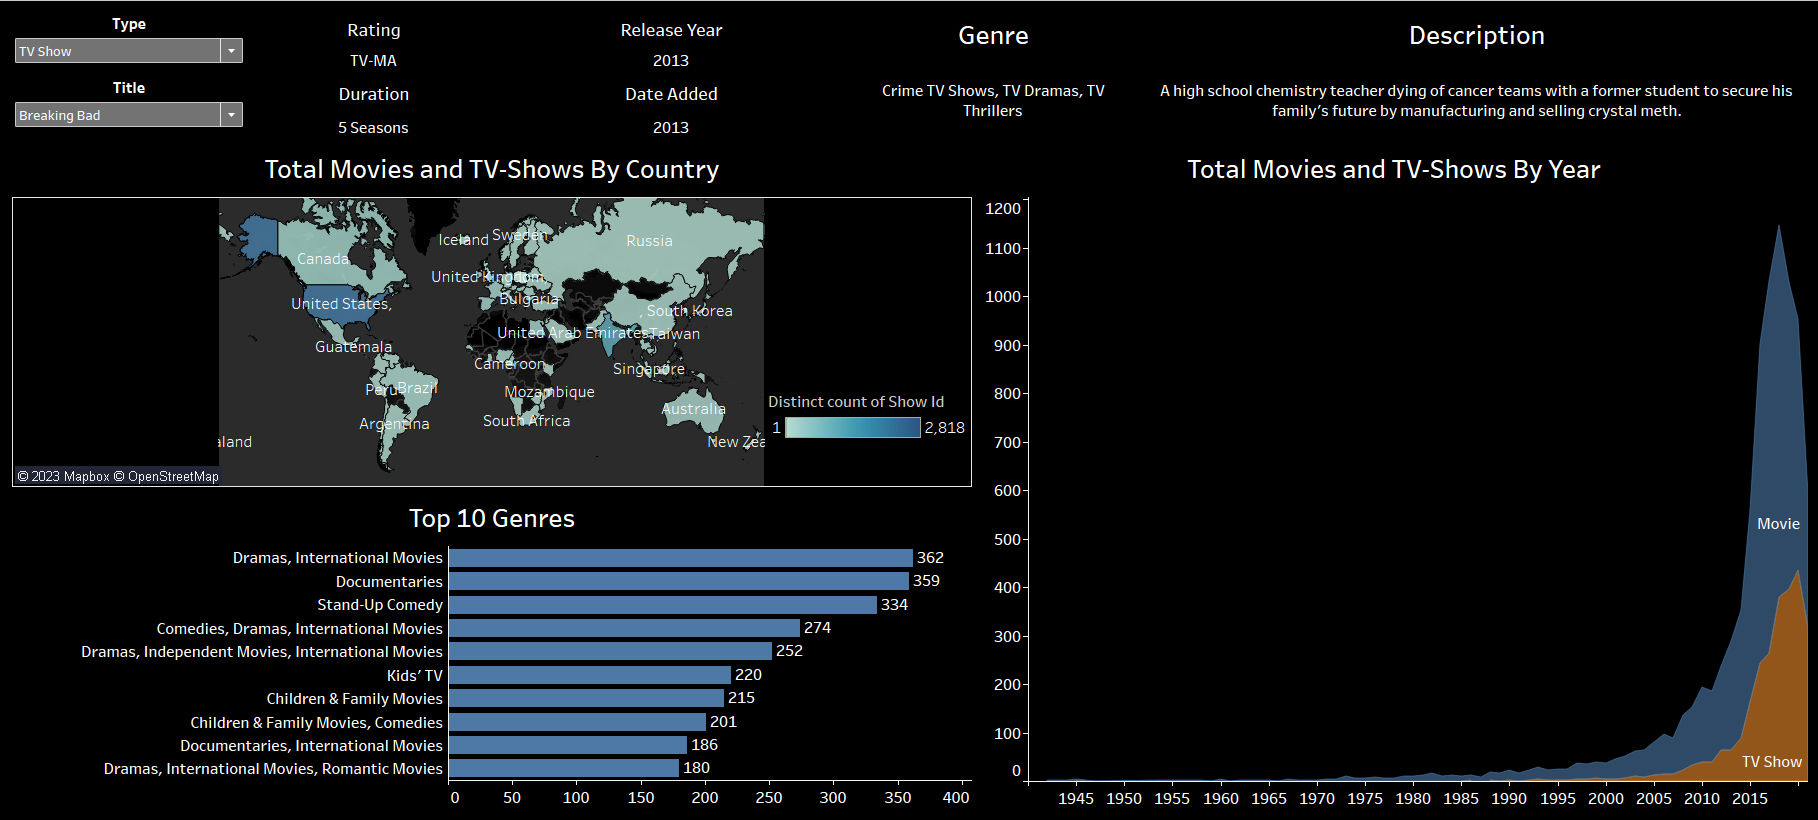 Type
TV Show
Title
Breaking Bad
Rating
TV-MA
Duration
5 Seasons
Release Year
2013
Date Added
2013
Genre
Crime TV Shows, TV Dramas, TV
Thrillers
Description
A high school chemistry teacher dying of cancer teams with a former student to secure his
family’s future by manufacturing and selling crystal meth.
Total Movies and TV-Shows By Country
Iceland
Sweden
Russia
Canada
United Kingdom
Bulgaria
United States,
South Korea
United Arab Emirates
Taiwan
Guatemala
Cameroon
Singapore
Peru
Brazil
Mozambique
Australia
Argentina
South Africa
aland
New Zea
Distinct count of Show Id
1
2,818
© 2023 Mapbox © OpenStreetMap
Top 10 Genres
Dramas, International Movies 362
Documentaries 359
Stand-Up Comedy 334
Comedies, Dramas, International Movies 274
Dramas, Independent Movies, International Movies 252
Kids’ TV 220
Children & Family Movies 215
Children & Family Movies, Comedies 201
Documentaries, International Movies 186
Dramas, International Movies, Romantic Movies 180
0 50 100 150 200 250 300 350 400
Total Movies and TV-Shows By Year
1200
1100
1000
900
800
700
600
500
400
300
200
100
0
Movie
TV Show
1945 1950 1955 1960 1965 1970 1975 1980 1985 1990 1995 2000 2005 2010 2015